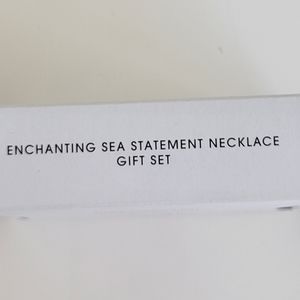 ENCHANTING SEA STATEMENT NECKLACE
GIFT SET